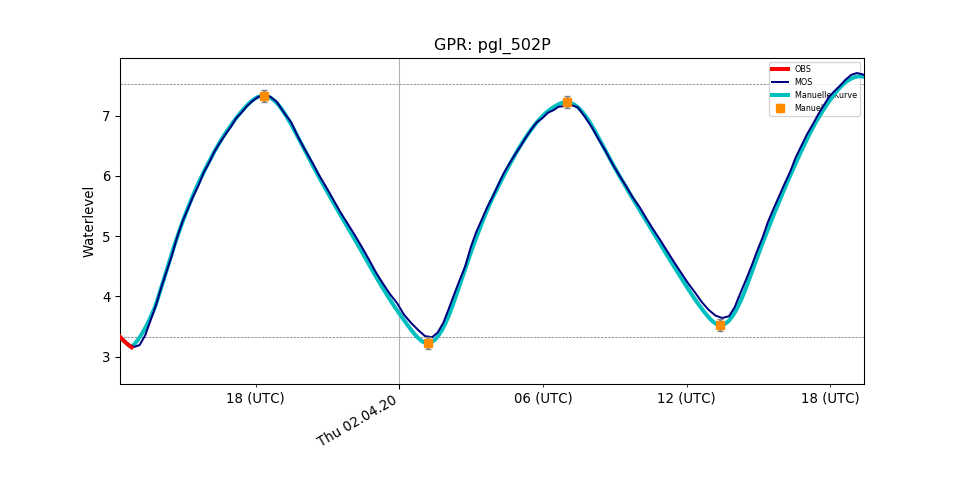 GPR: pgl_502P
OBS
MOS
Manuelle Kurve
Manuell
7
6
5
4
3
Waterlevel
18 (UTC)
Thu 02.04.20
06 (UTC)
12 (UTC)
18 (UTC)